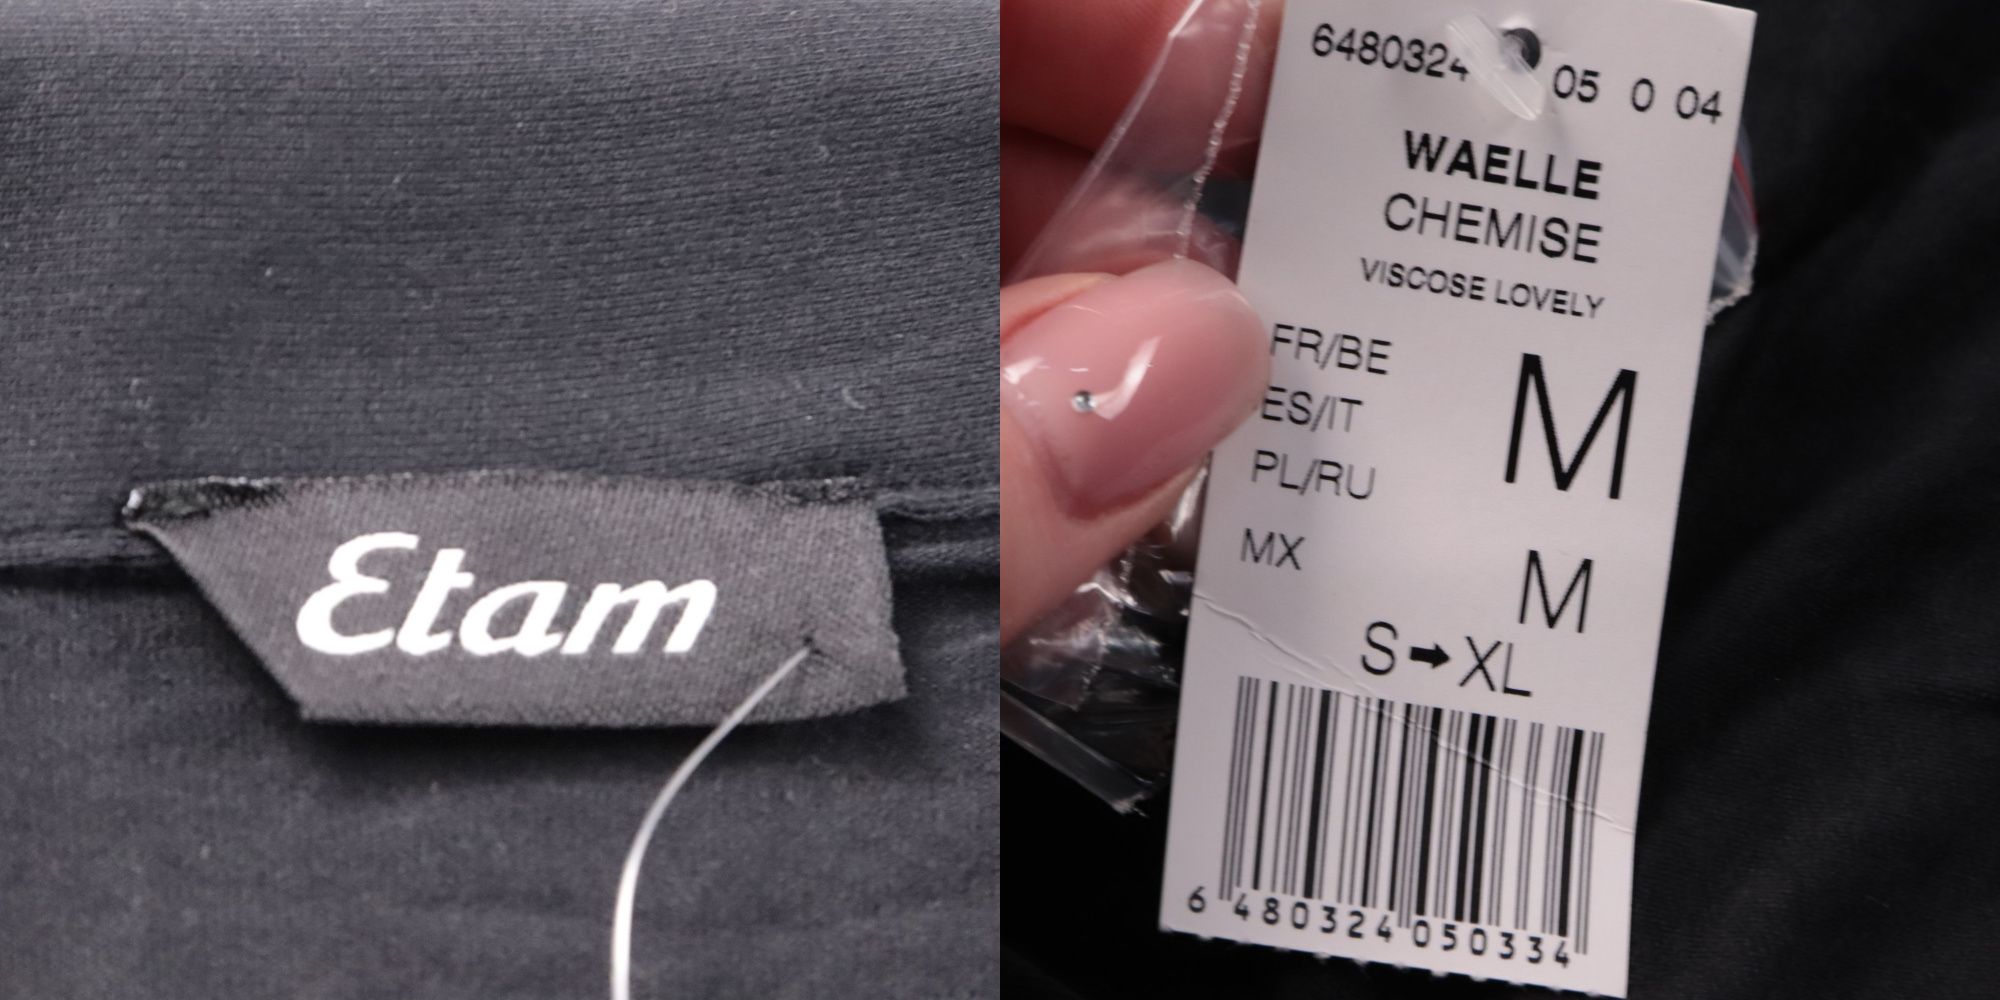 Etam
6480324 05 0 04
WAELLE
CHEMISE
VISCOSE LOVELY
FR/BE
ES/IT
PL/RU
M
MX M
S➡XL
6 480324 050334